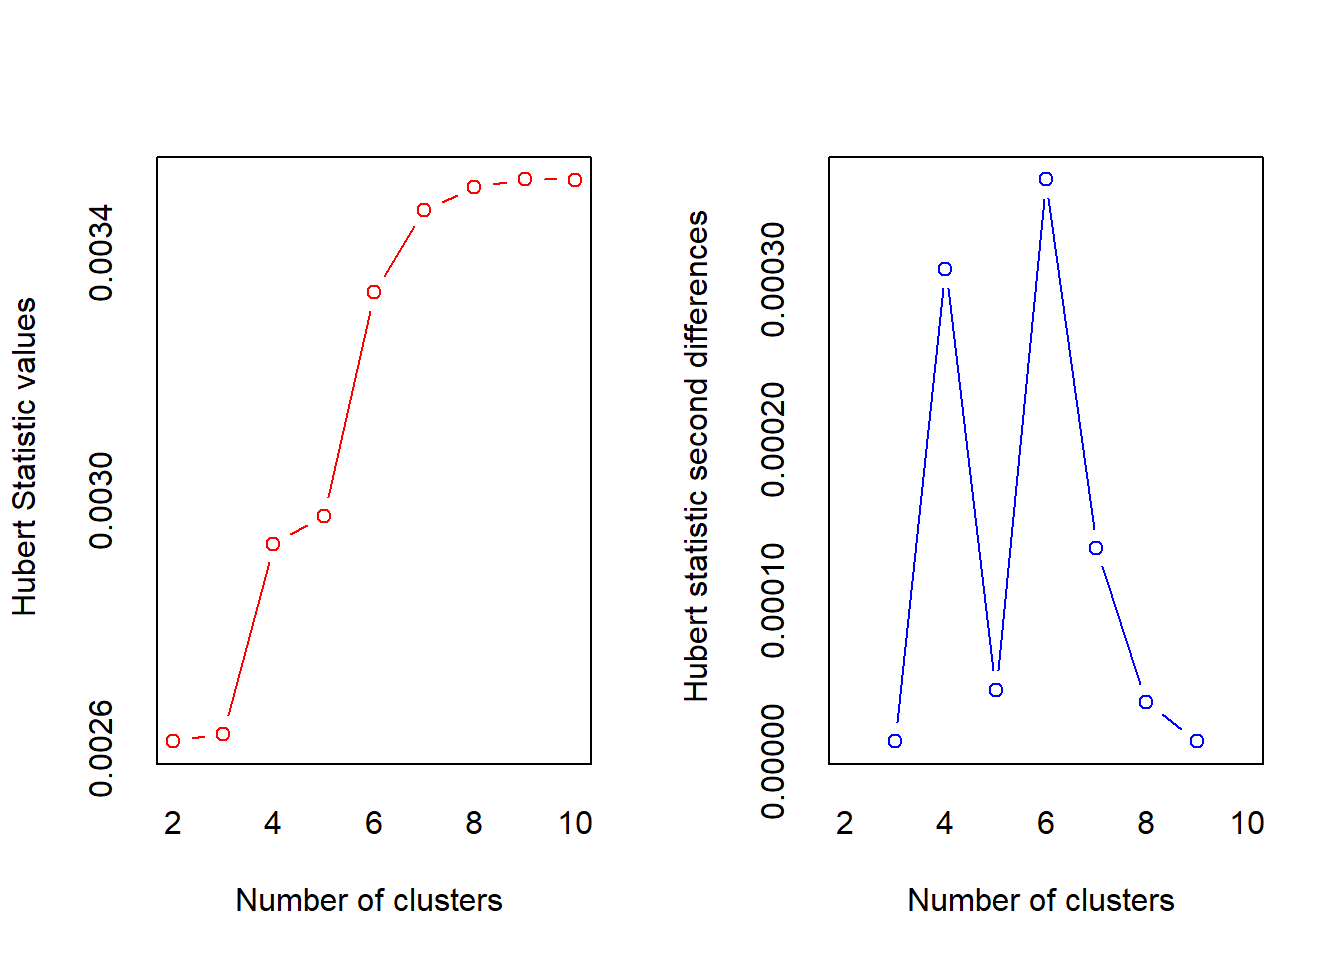 Hubert Statistic values
0.0026
0.0030
0.0034
2 4 6 8 10
Number of clusters
Hubert statistic second differences
0.00000
0.00010
0.00020
0.00030
2 4 6 8 10
Number of clusters